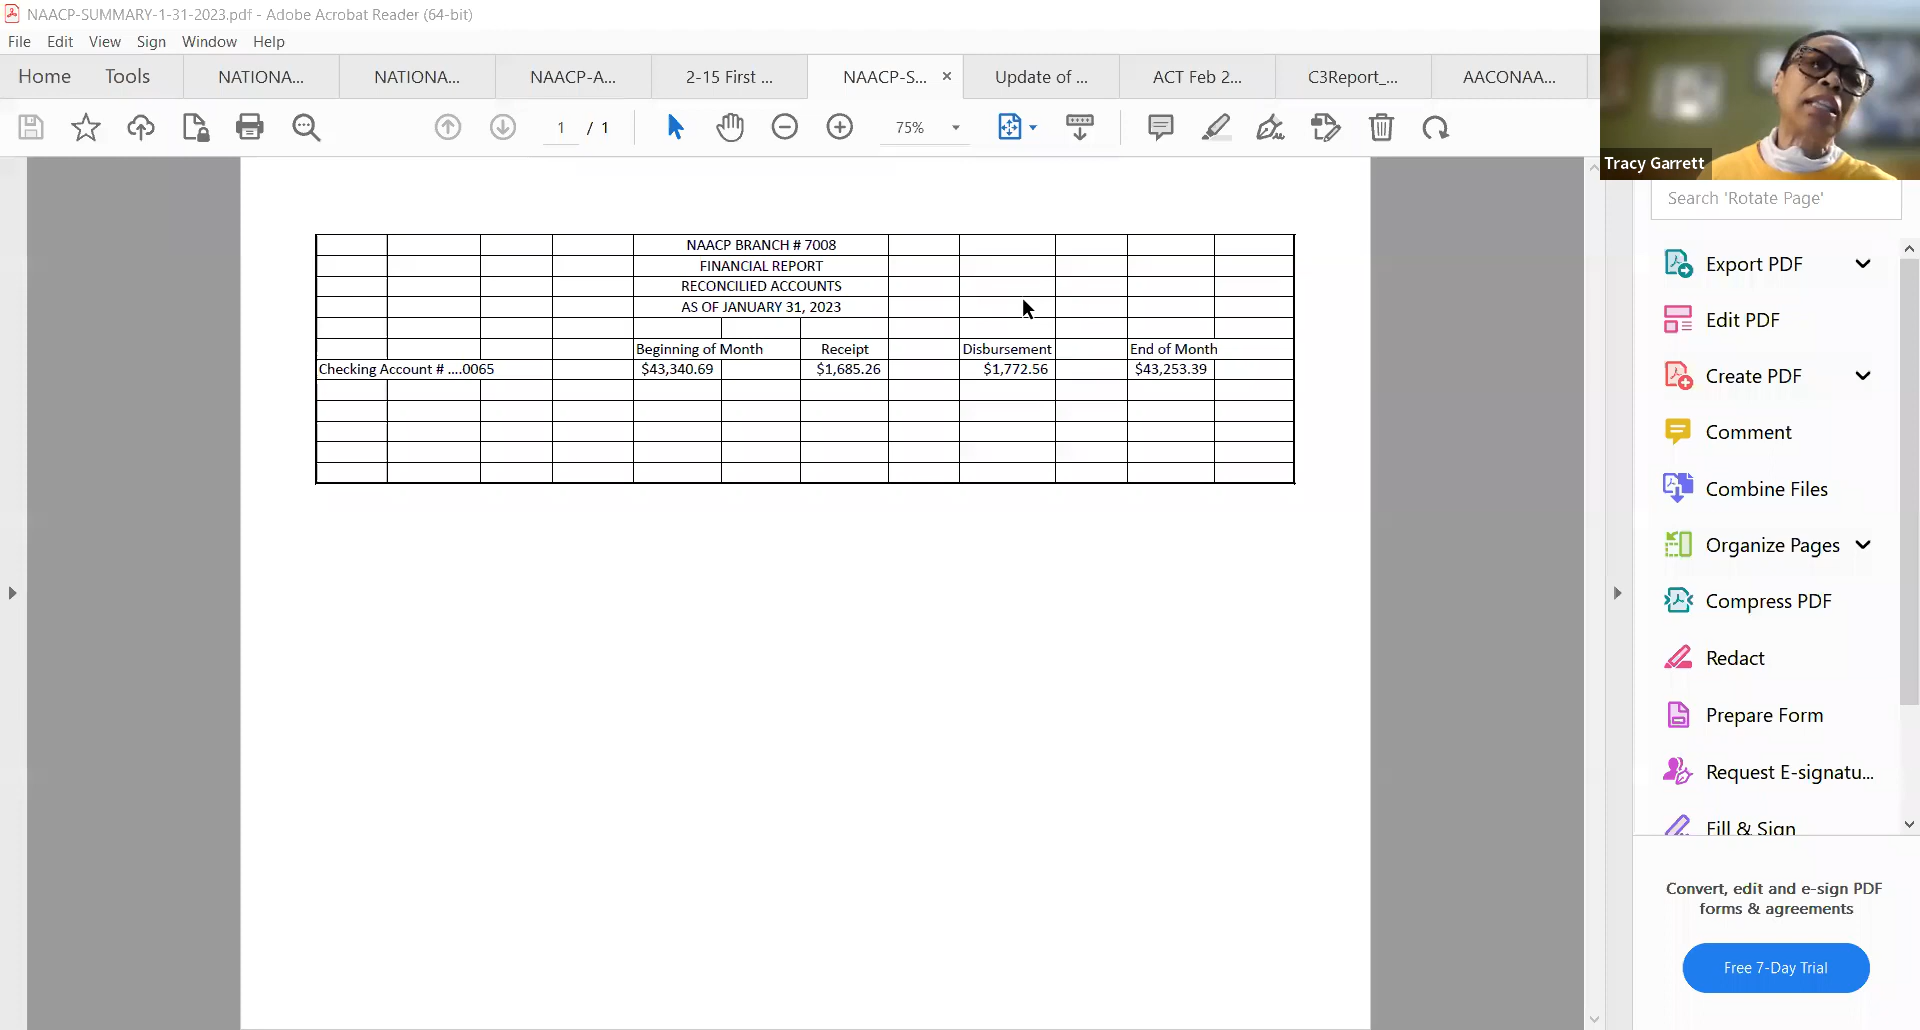 NAACP-SUMMARY-1-31-2023.pdf - Adobe Acrobat Reader (64-bit)
File Edit View Sign Window Help
Home Tools NATIONA... NATIONA... NAACP-A... 2-15 First ... NAACP-S... × Update of ... ACT Feb 2... C3Report_... AACONAA...
1 / 1 75%
Tracy Garrett
Search 'Rotate Page'
NAACP BRANCH # 7008
FINANCIAL REPORT
RECONCILIED ACCOUNTS
AS OF JANUARY 31, 2023
Beginning of Month Receipt Disbursement End of Month
Checking Account # ....0065 $43,340.69 $1,685.26 $1,772.56 $43,253.39
Export PDF
Edit PDF
Create PDF
Comment
Combine Files
Organize Pages
Compress PDF
Redact
Prepare Form
Request E-signatu...
Fill & Sign
Convert, edit and e-sign PDF
forms & agreements
Free 7-Day Trial